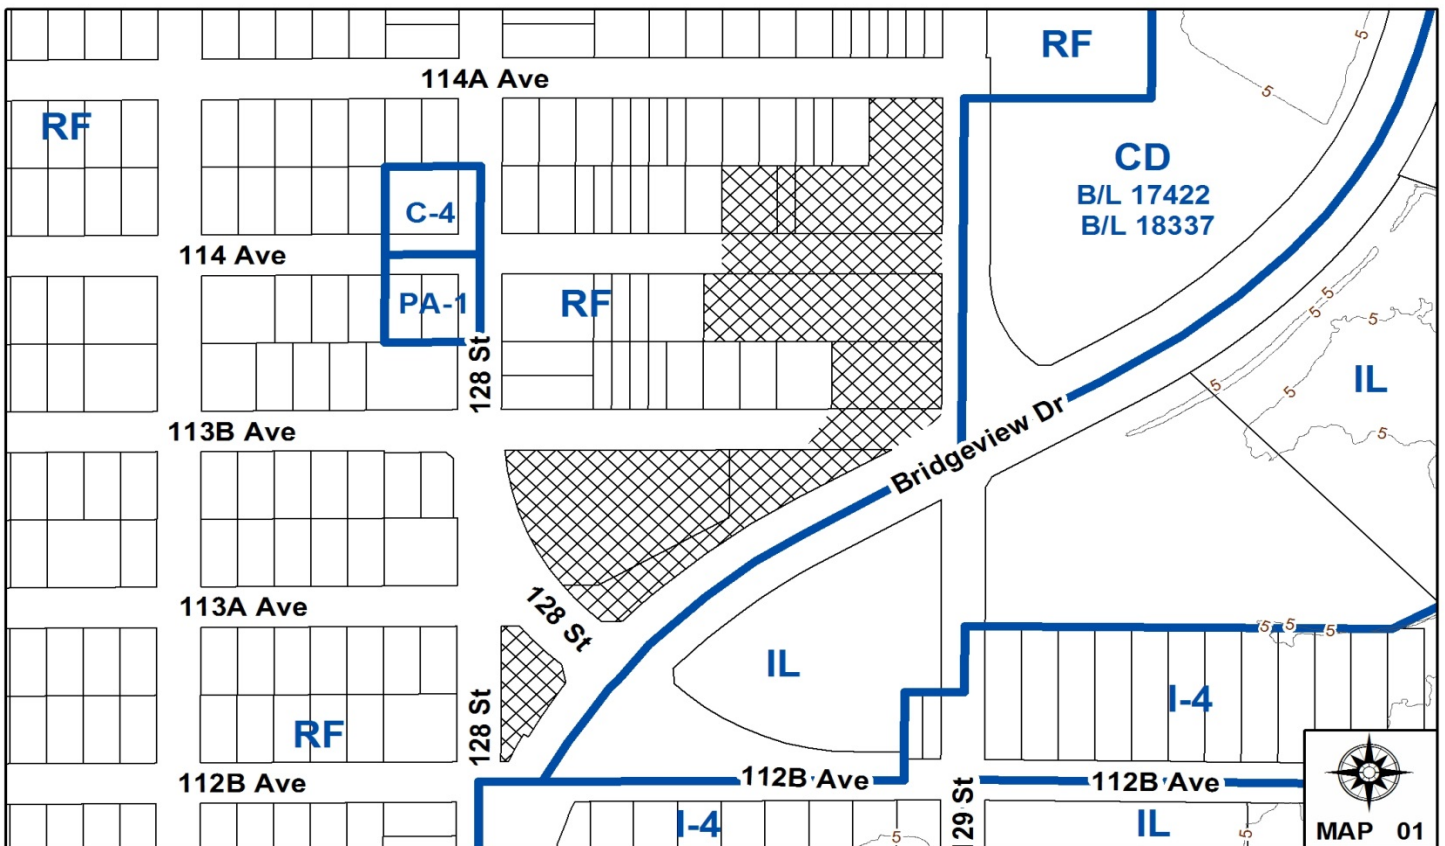 RF
114A Ave
RF
CD
B/L 17422
B/L 18337
C-4
114 Ave
PA-1
RF
128 St
IL
113B Ave
Bridgeview Dr
5
5
5
5
5
5
5
5
113A Ave
128 St
5
5
5
IL
I-4
RF
128 St
112B Ave
112B Ave
112B Ave
129 St
I-4
5
IL
5
MAP 01